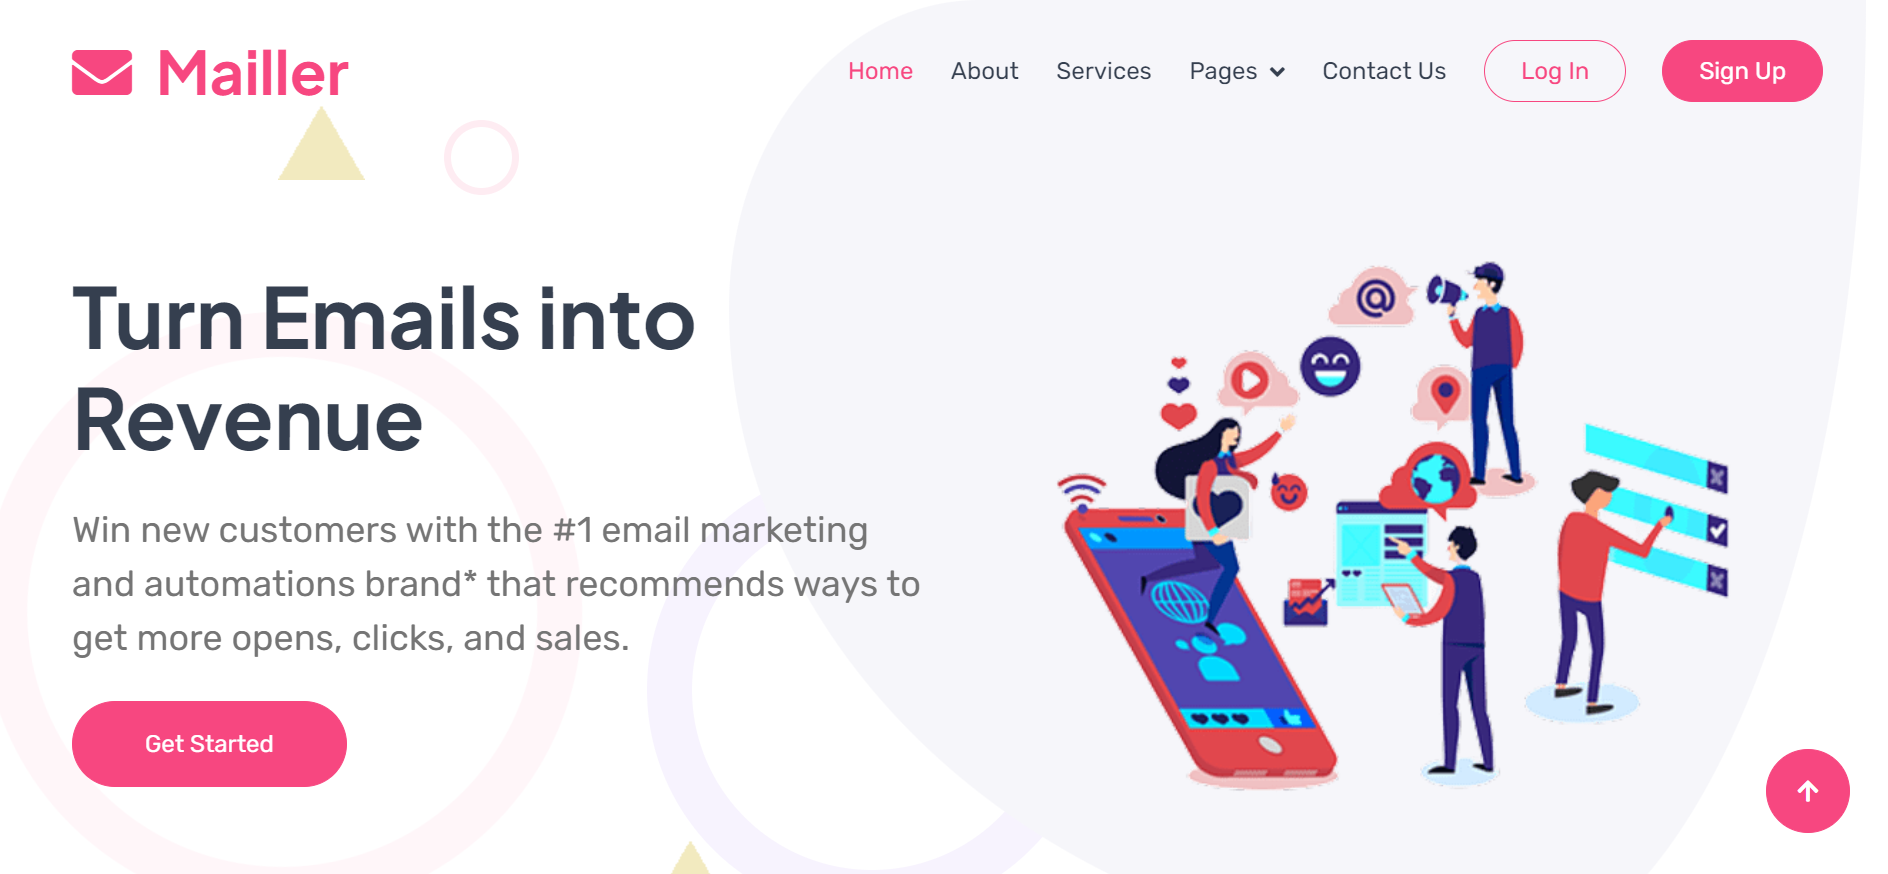 Mailler
Home About Services Pages Contact Us Log In Sign Up
Turn Emails into
Revenue
Win new customers with the #1 email marketing
and automations brand* that recommends ways to
get more opens, clicks, and sales.
Get Started